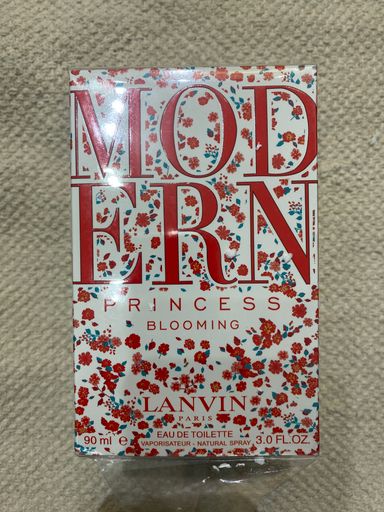 MOD
ERN
PRINCESS
BLOOMING
LANVIN
PARIS
EAU DE TOILETTE
90 ml e VAPORISATEUR - NATURAL SPRAY 3.0 FL.OZ.